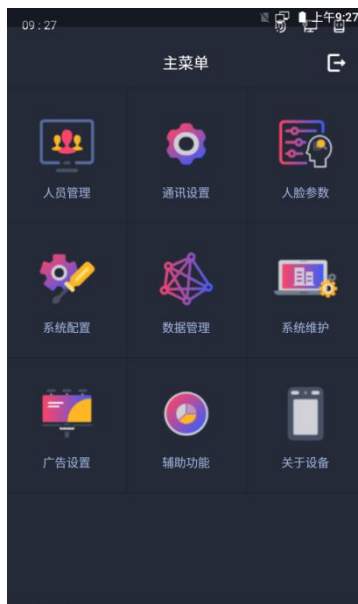 09:27
上午9:27
主菜单
人员管理 通讯设置 人脸参数
系统配置 数据管理 系统维护
广告设置 辅助功能 关于设备